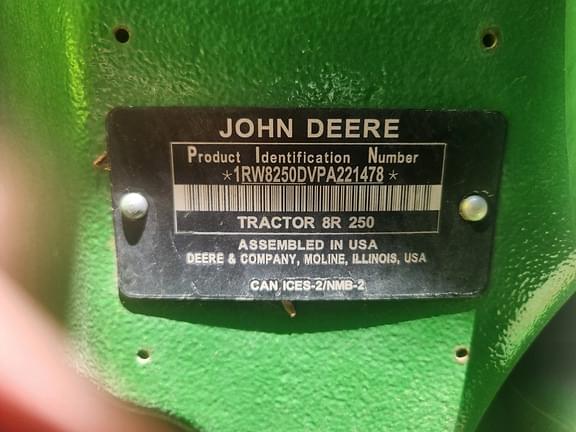 JOHN DEERE
Product Identification Number
*1RW8250DVPA221478*
TRACTOR 8R 250
ASSEMBLED IN USA
DEERE & COMPANY, MOLINE, ILLINOIS, USA
CAN ICES-2/NMB-2